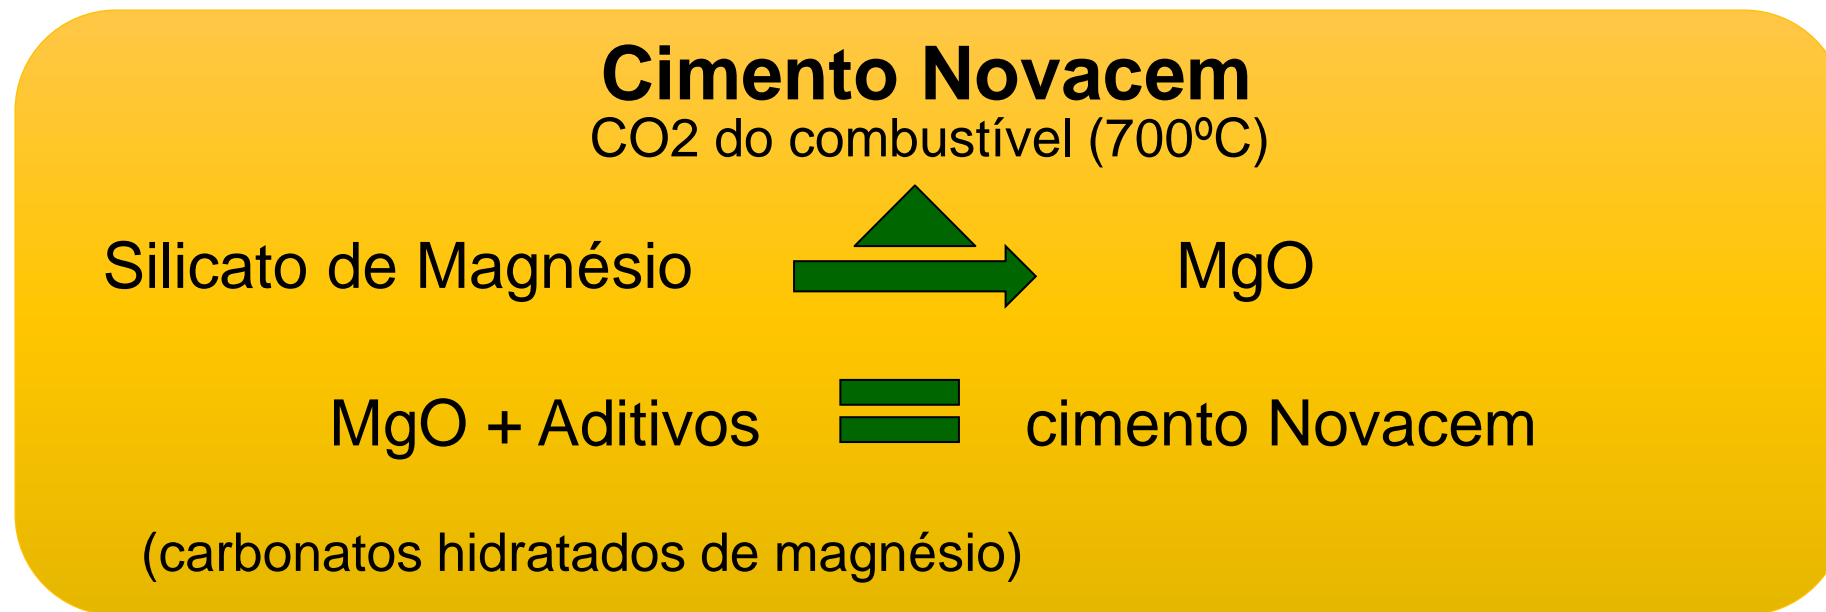 Cimento Novacem
CO2 do combustível (700ºC)
Silicato de Magnésio MgO
MgO + Aditivos cimento Novacem
(carbonatos hidratados de magnésio)